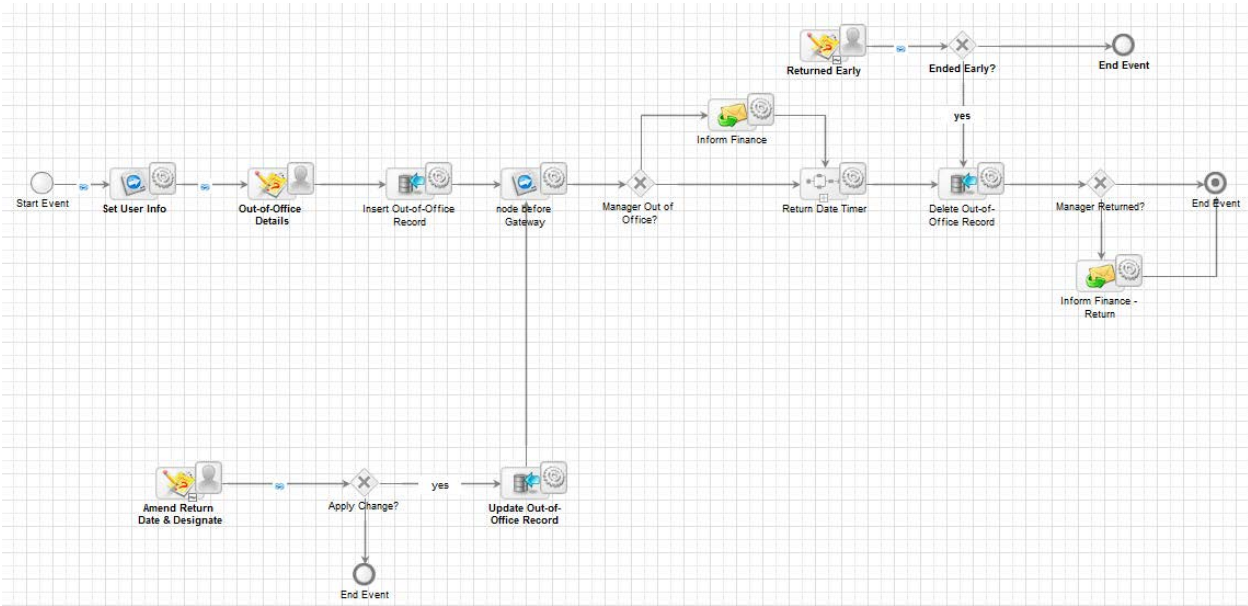 Returned Early
Ended Early?
End Event
yes
Inform Finance
Start Event
Set User Info
Out-of-Office
Details
Insert Out-of-Office
Record
node before
Gateway
Manager Out of
Office?
Return Date Timer
Delete Out-of-
Office Record
Manager Returned?
End Event
Inform Finance -
Return
Amend Return
Date & Designate
Apply Change?
yes
Update Out-of-
Office Record
End Event